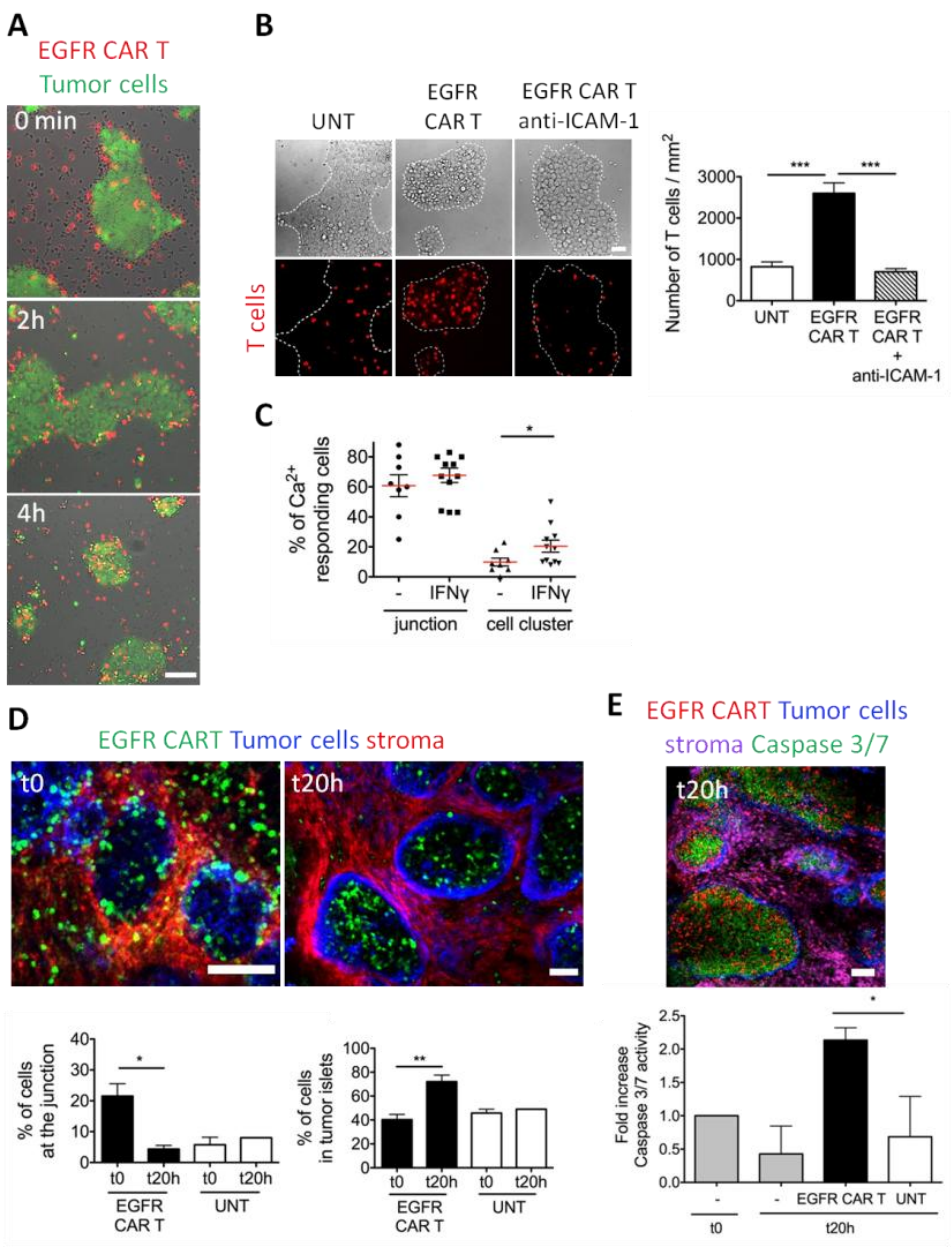 A
EGFR CAR T
Tumor cells
0 min
2h
4h
B
UNT
EGFR
CAR T
EGFR CAR T
anti-ICAM-1
T cells
Number of T cells / mm²
3000
2000
1000
0
***
***
UNT
EGFR
CAR T
EGFR
CAR T
+
anti-ICAM-1
C
% of Ca²⁺
responding cells
80
60
40
20
0
*
-
IFNγ
-
IFNγ
junction
cell cluster
D
EGFR CART Tumor cells stroma
t0
t20h
% of cells
at the junction
40
30
20
10
0
*
t0
t20h
t0
t20h
EGFR
CAR T
UNT
% of cells
in tumor islets
100
80
60
40
20
0
**
t0
t20h
t0
t20h
EGFR
CAR T
UNT
E
EGFR CART Tumor cells
stroma Caspase 3/7
t20h
Fold increase
Caspase 3/7 activity
2.5
2.0
1.5
1.0
0.5
0.0
*
-
-
EGFR CAR T
UNT
t0
t20h